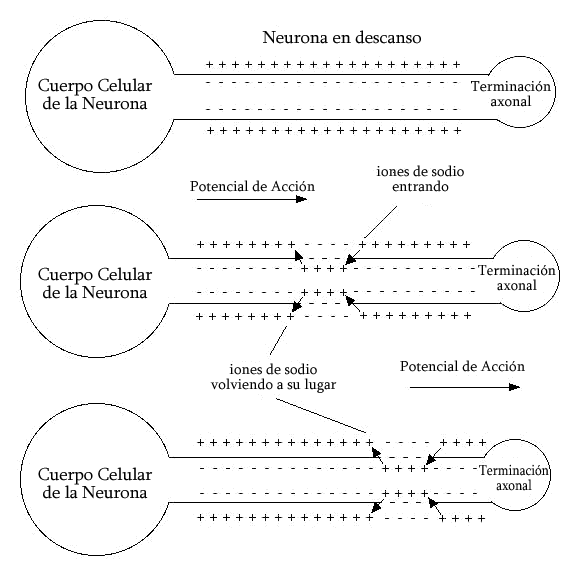 Neurona en descanso
Cuerpo Celular
de la Neurona
+ + + + + + + + + + + + + + + + + + + +
- - - - - - - - - - - - - - - - - - - -
- - - - - - - - - - - - - - - - - - - -
+ + + + + + + + + + + + + + + + + + + +
Terminación
axonal
Potencial de Acción
iones de sodio
entrando
Cuerpo Celular
de la Neurona
Terminación
axonal
iones de sodio
volviendo a su lugar
Potencial de Acción
Cuerpo Celular
de la Neurona
Terminación
axonal